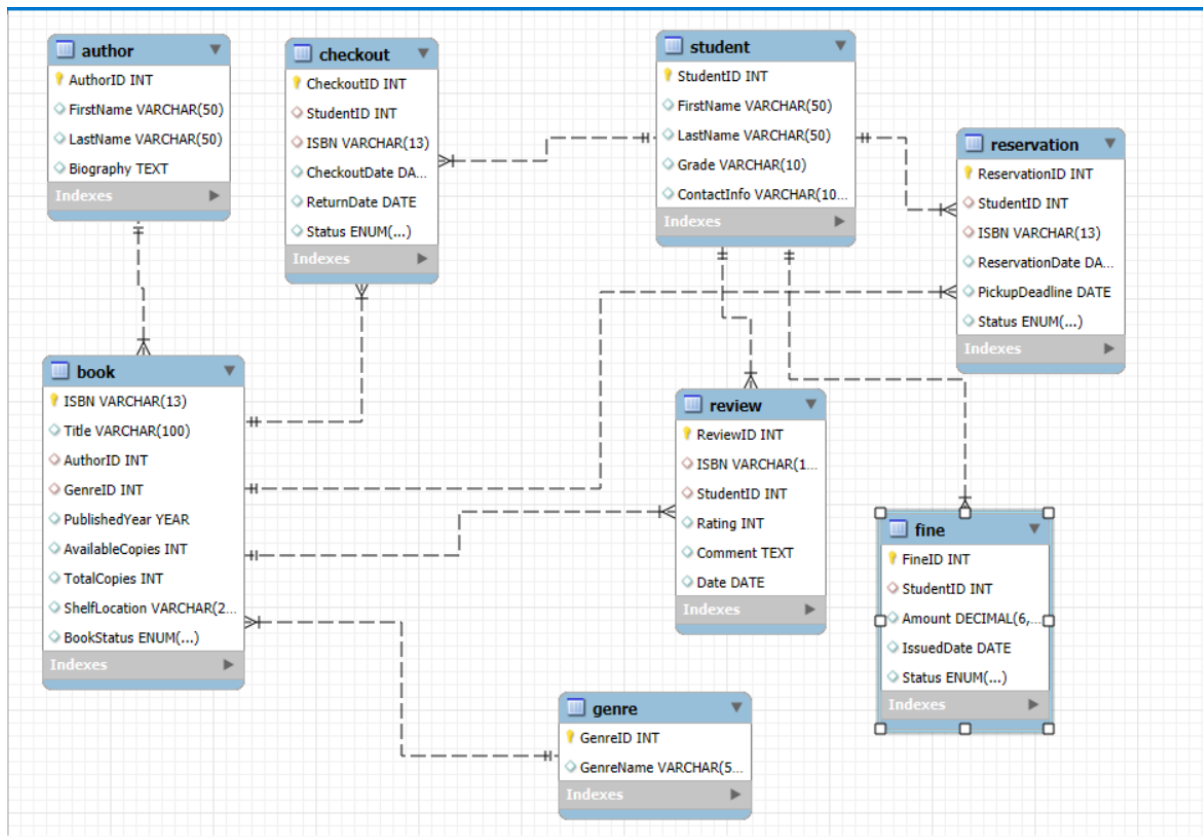 author
AuthorID INT
FirstName VARCHAR(50)
LastName VARCHAR(50)
Biography TEXT
Indexes
checkout
CheckoutID INT
StudentID INT
ISBN VARCHAR(13)
CheckoutDate DA...
ReturnDate DATE
Status ENUM(...)
Indexes
student
StudentID INT
FirstName VARCHAR(50)
LastName VARCHAR(50)
Grade VARCHAR(10)
ContactInfo VARCHAR(10...
Indexes
reservation
ReservationID INT
StudentID INT
ISBN VARCHAR(13)
ReservationDate DA...
PickupDeadline DATE
Status ENUM(...)
Indexes
book
ISBN VARCHAR(13)
Title VARCHAR(100)
AuthorID INT
GenreID INT
PublishedYear YEAR
AvailableCopies INT
TotalCopies INT
ShelfLocation VARCHAR(2...
BookStatus ENUM(...)
Indexes
review
ReviewID INT
ISBN VARCHAR(1...
StudentID INT
Rating INT
Comment TEXT
Date DATE
Indexes
fine
FineID INT
StudentID INT
Amount DECIMAL(6,...
IssuedDate DATE
Status ENUM(...)
Indexes
genre
GenreID INT
GenreName VARCHAR(5...
Indexes